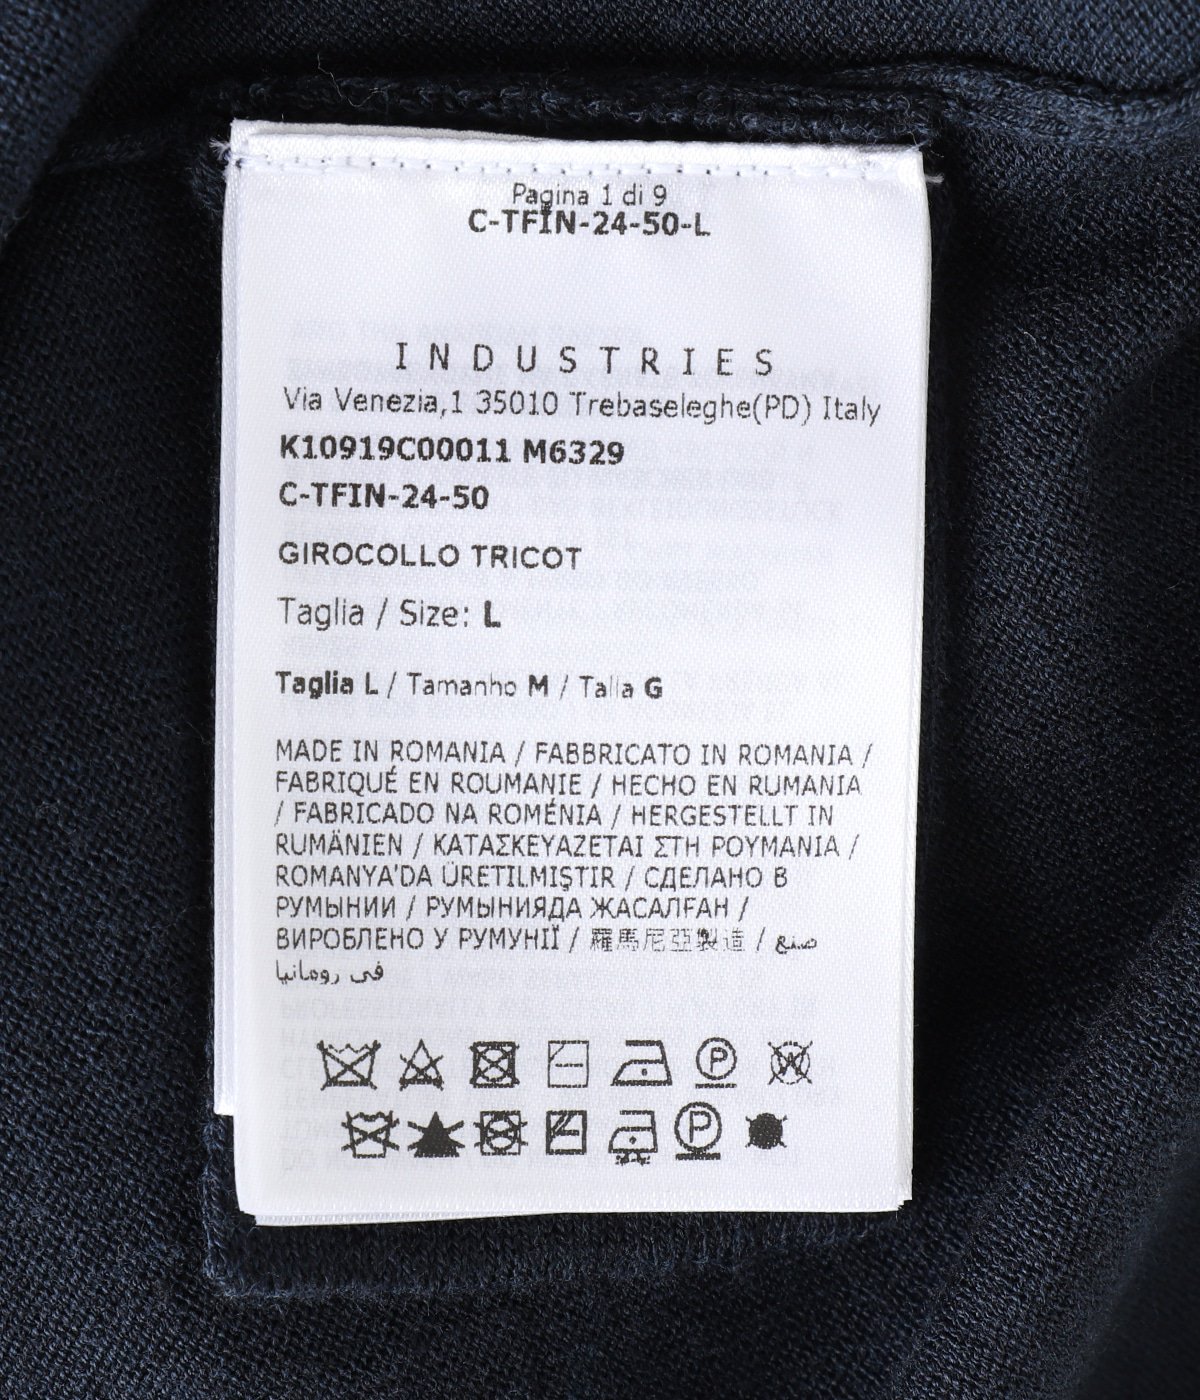 Pagina 1 di 9
C-TFIN-24-50-L
INDUSTRIES
Via Venezia,1 35010 Trebaseleghe(PD) Italy
K10919C00011 M6329
C-TFIN-24-50
GIROCOLLO TRICOT
Taglia / Size: L
Taglia L / Tamanho M / Talla G
MADE IN ROMANIA / FABBRICATO IN ROMANIA /
FABRIQUÉ EN ROUMANIE / HECHO EN RUMANIA
/ FABRICADO NA ROMÉNIA / HERGESTELLT IN
RUMÄNIEN / ΚΑΤΑΣΚΕΥΑΖΕΤΑΙ ΣΤΗ ΡΟΥΜΑΝΙΑ /
ROMANYA'DA ÜRETILMIŞTIR / СДЕЛАНО В
РУМЫНИИ / РУМЫНИЯДА ЖАСАЛҒАН /
ВИРОБЛЕНО У РУМУНІЇ / 羅馬尼亞製造 / صنع
في رومانيا